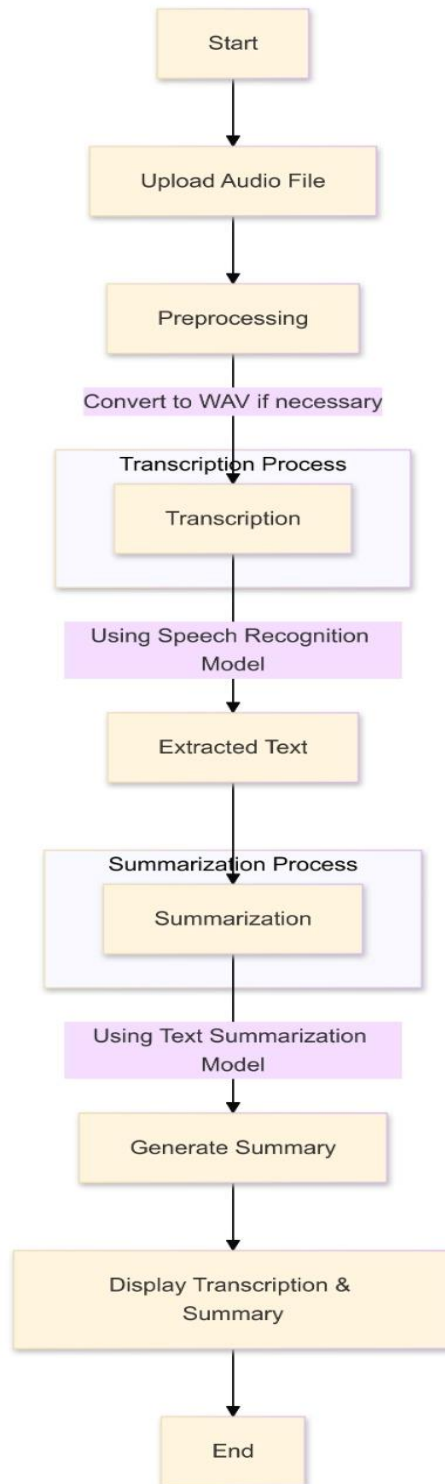 Start
Upload Audio File
Preprocessing
Convert to WAV if necessary
Transcription Process
Transcription
Using Speech Recognition
Model
Extracted Text
Summarization Process
Summarization
Using Text Summarization
Model
Generate Summary
Display Transcription &
Summary
End